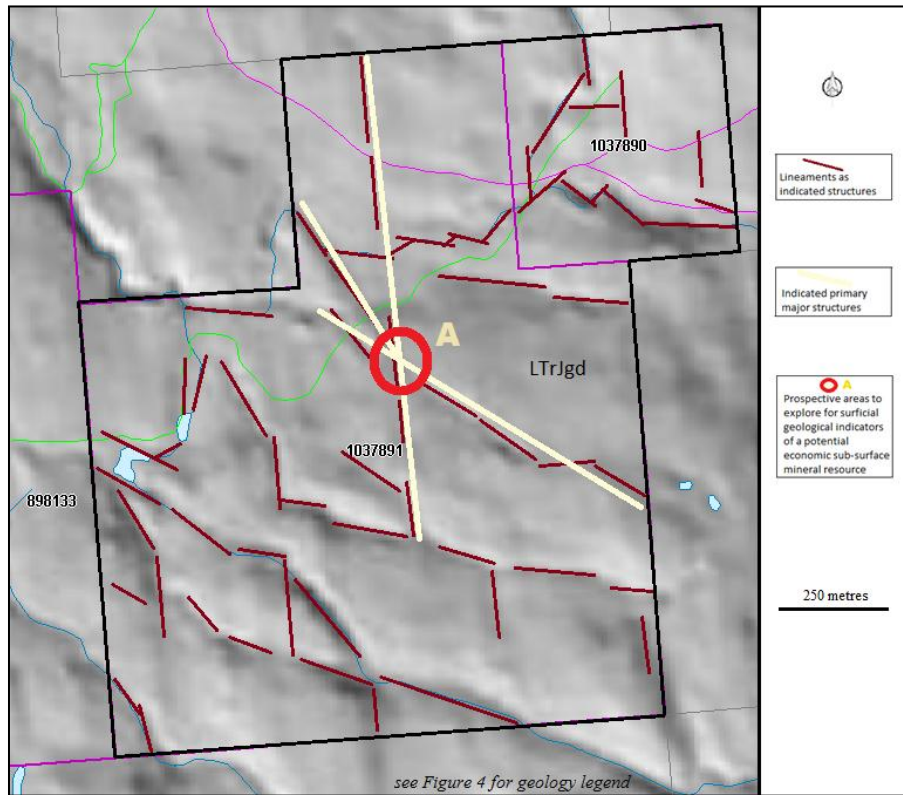 1037890
A
LTrJgd
1037891
898133
see Figure 4 for geology legend
Lineaments as
indicated structures
Indicated primary
major structures
A
Prospective areas to
explore for surficial
geological indicators
of a potential
economic sub-surface
mineral resource
250 metres